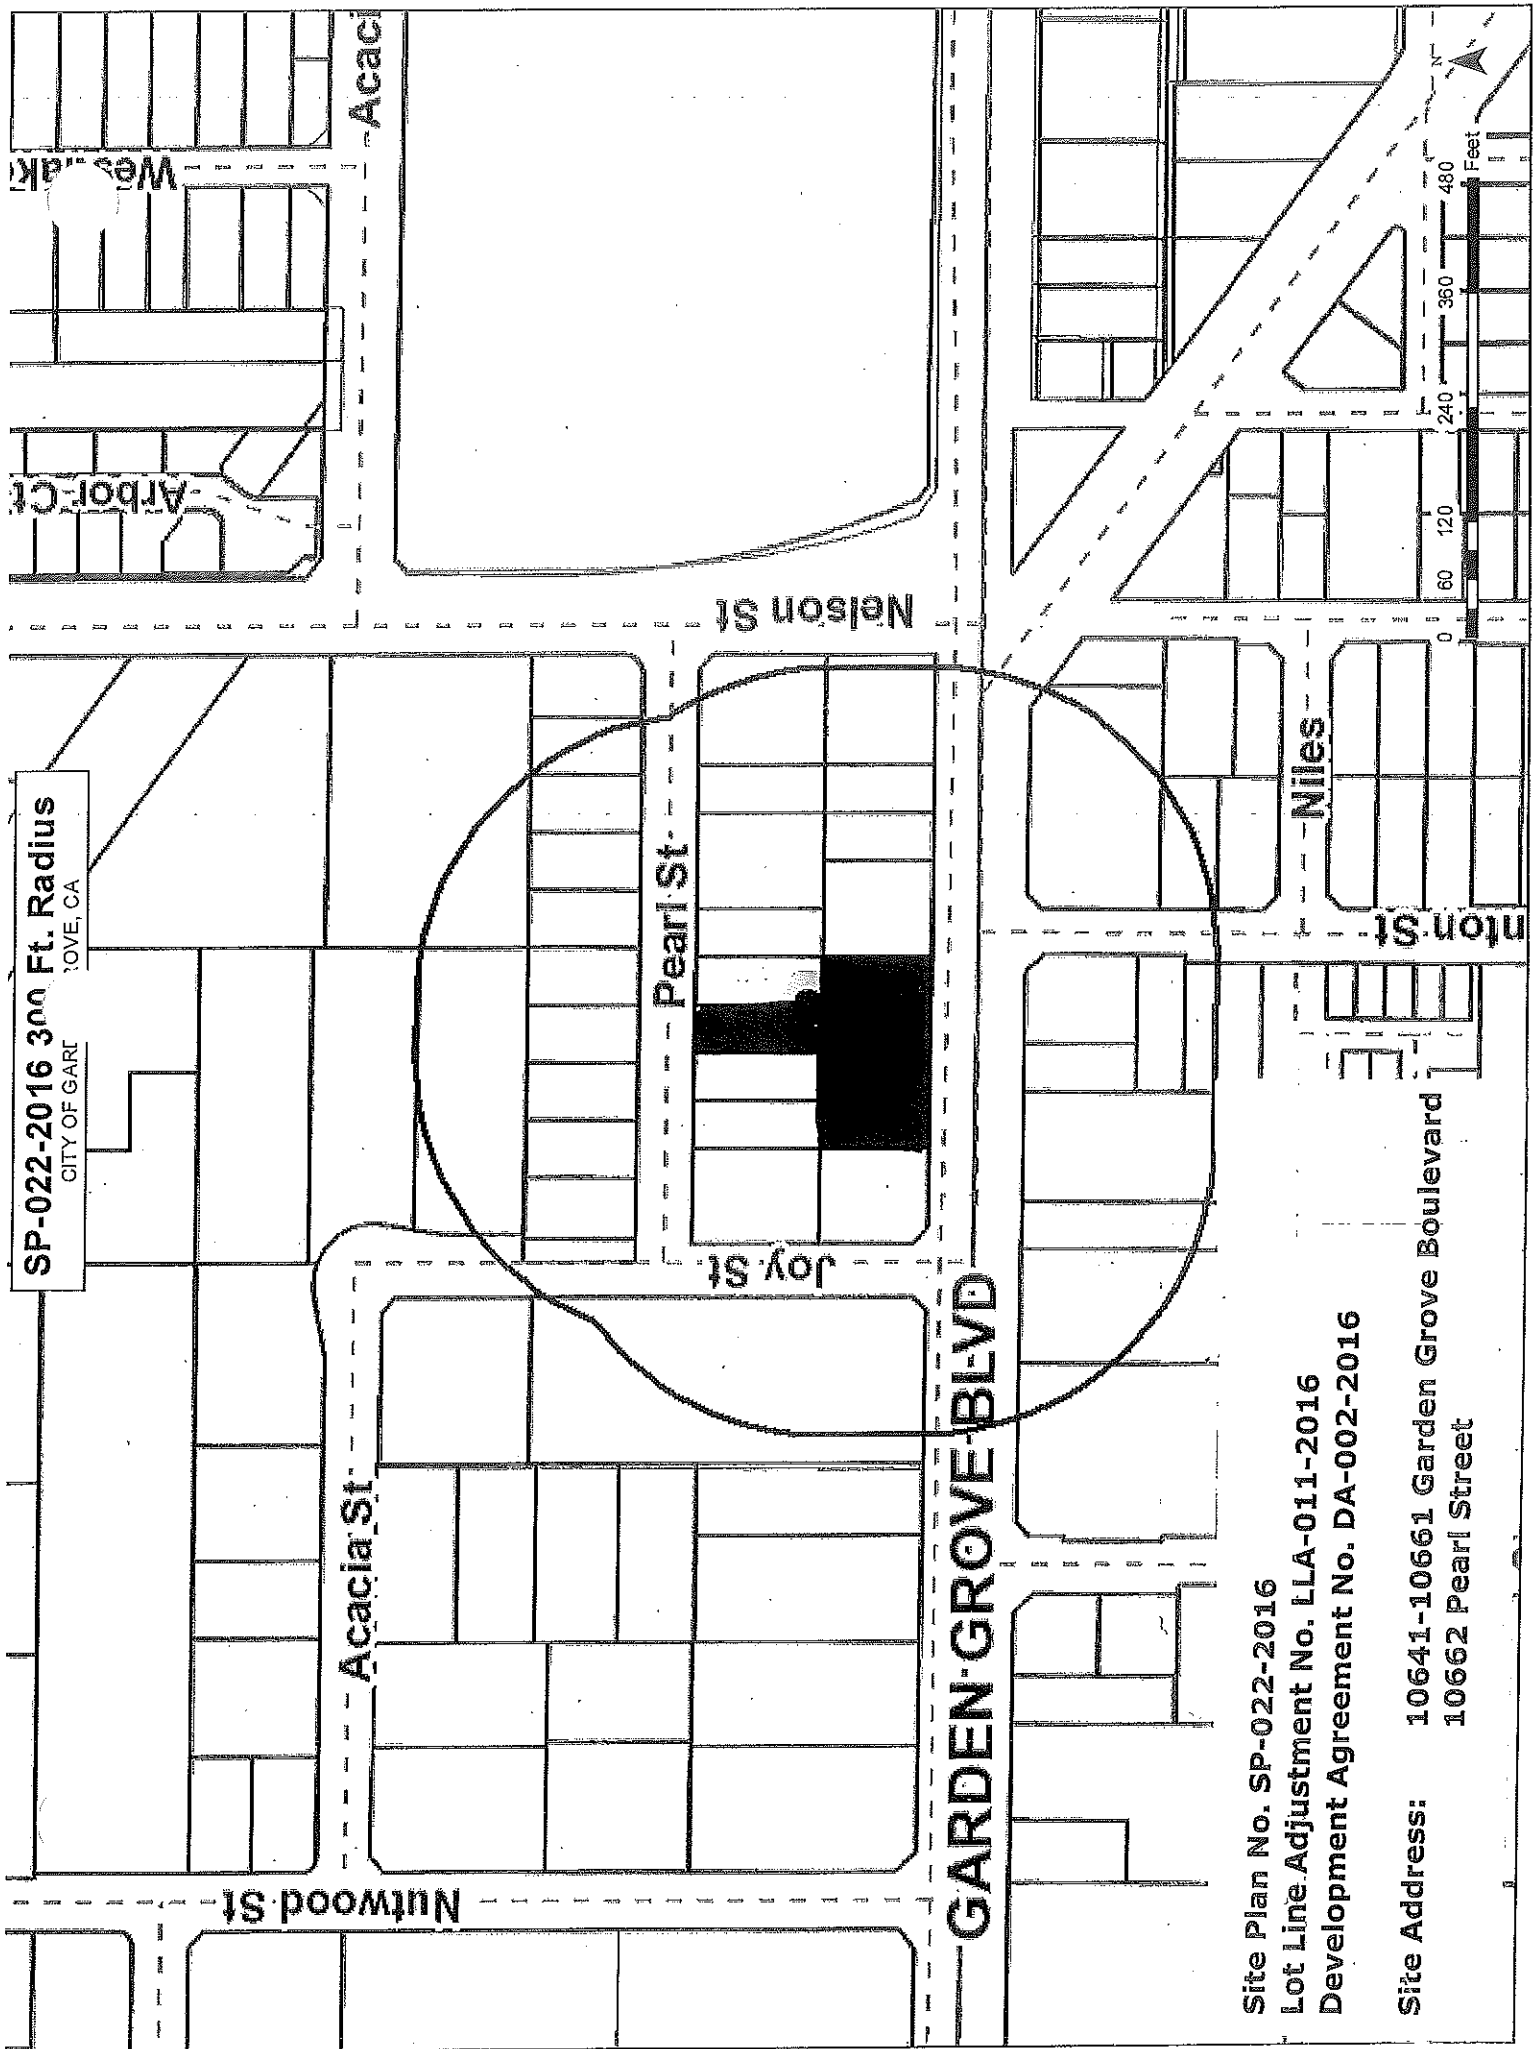 SP-022-2016 300 Ft. Radius
CITY OF GARD ROVE, CA
Nutwood St
Acacia St
Joy St
Pearl St
Nelson St
Arbor Ct
Acaci
GARDEN GROVE BLVD
nton St
Niles
N
0 60 120 240 360 480
Feet
Site Plan No. SP-022-2016
Lot Line Adjustment No. LLA-011-2016
Development Agreement No. DA-002-2016
Site Address: 10641-10661 Garden Grove Boulevard
10662 Pearl Street